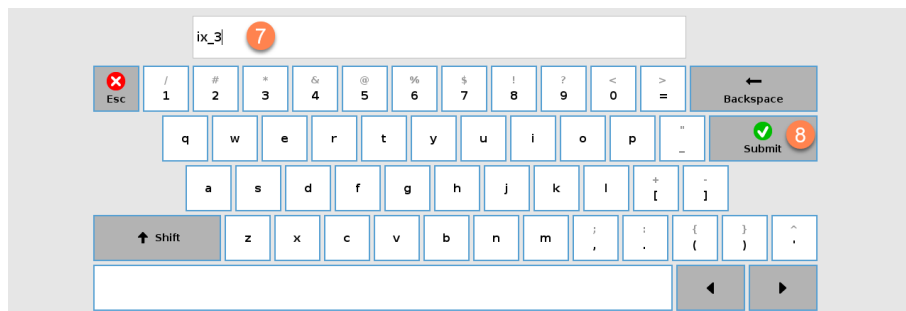 ix_3 7
/ # * & @ % $ ! ? < >
Esc 1 2 3 4 5 6 7 8 9 0 = Backspace
q w e r t y u i o p " _ Submit 8
a s d f g h j k l + [ - ]
Shift z x c v b n m ; , : . { ( } ) ^ '